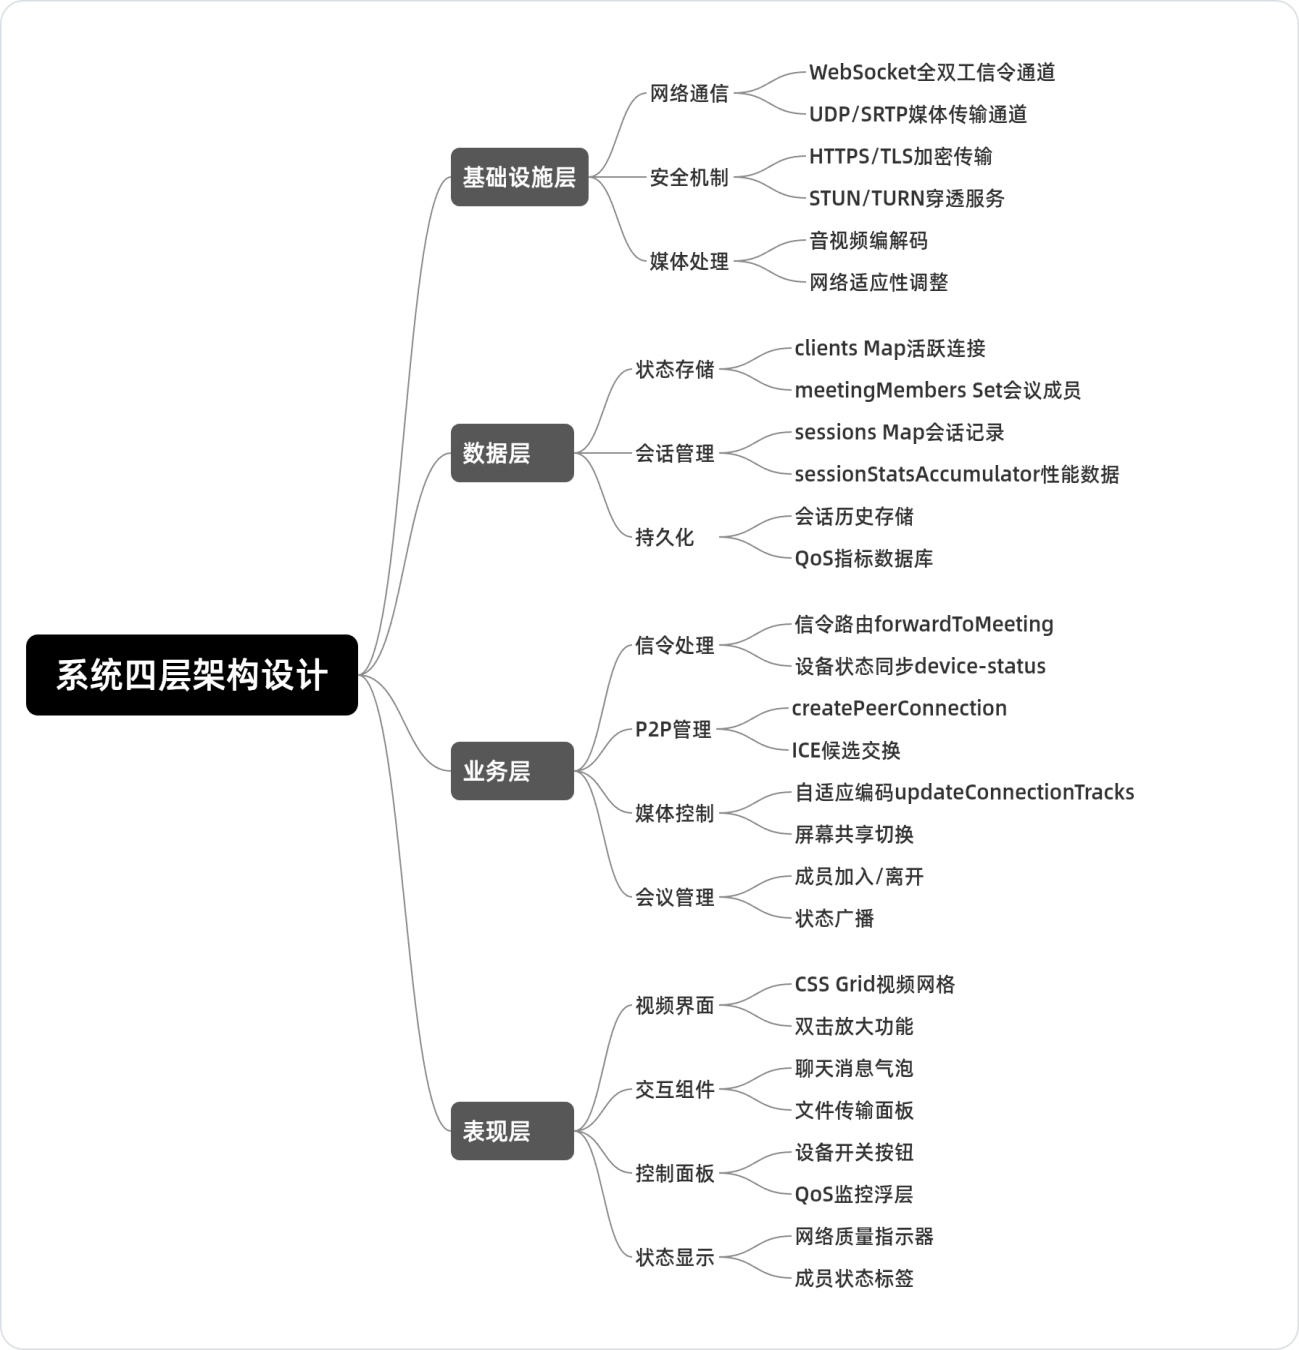 系统四层架构设计
基础设施层
网络通信
WebSocket全双工信令通道
UDP/SRTP媒体传输通道
安全机制
HTTPS/TLS加密传输
STUN/TURN穿透服务
媒体处理
音视频编解码
网络适应性调整
数据层
状态存储
clients Map活跃连接
meetingMembers Set会议成员
会话管理
sessions Map会话记录
sessionStatsAccumulator性能数据
持久化
会话历史存储
QoS指标数据库
业务层
信令处理
信令路由forwardToMeeting
设备状态同步device-status
P2P管理
createPeerConnection
ICE候选交换
媒体控制
自适应编码updateConnectionTracks
屏幕共享切换
会议管理
成员加入/离开
状态广播
表现层
视频界面
CSS Grid视频网格
双击放大功能
交互组件
聊天消息气泡
文件传输面板
控制面板
设备开关按钮
QoS监控浮层
状态显示
网络质量指示器
成员状态标签